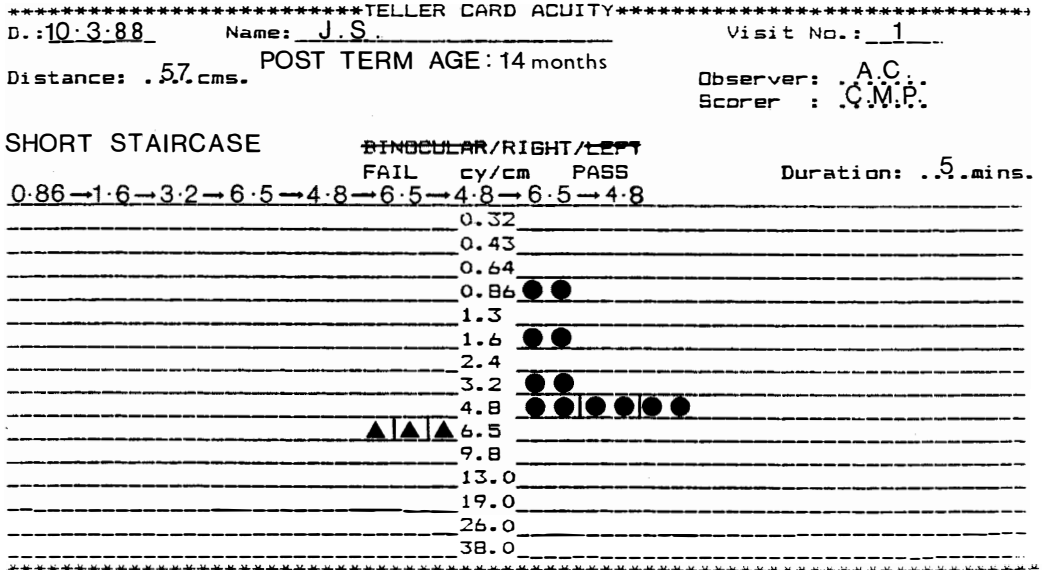 ***************************TELLER CARD ACUITY*******************************
D.:10·3·88 Name: J.S. Visit No.: 1
Distance: .57.cms. POST TERM AGE: 14 months Observer: A.C.
Scorer : C.M.P.
SHORT STAIRCASE BINOCULAR/RIGHT/LEFT
FAIL cy/cm PASS Duration: ..5.mins.
0·86→1·6→3·2→6·5→4·8→6·5→4·8→6·5→4·8
0.32
0.43
0.64
0.86
1.3
1.6
2.4
3.2
4.8
6.5
9.8
13.0
19.0
26.0
38.0